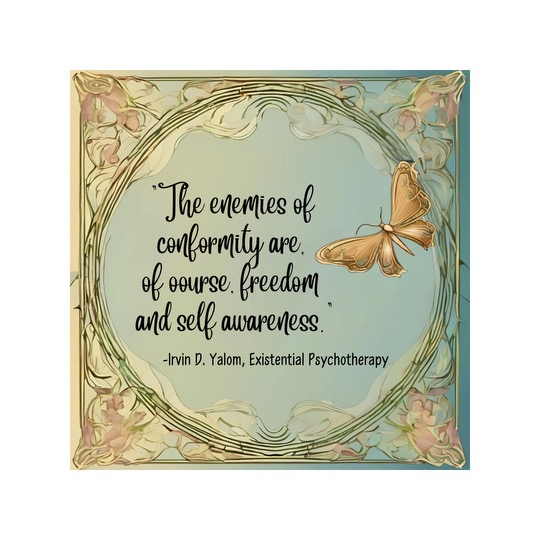 "The enemies of
conformity are,
of oourse, freedom
and self awareness."
-Irvin D. Yalom, Existential Psychotherapy